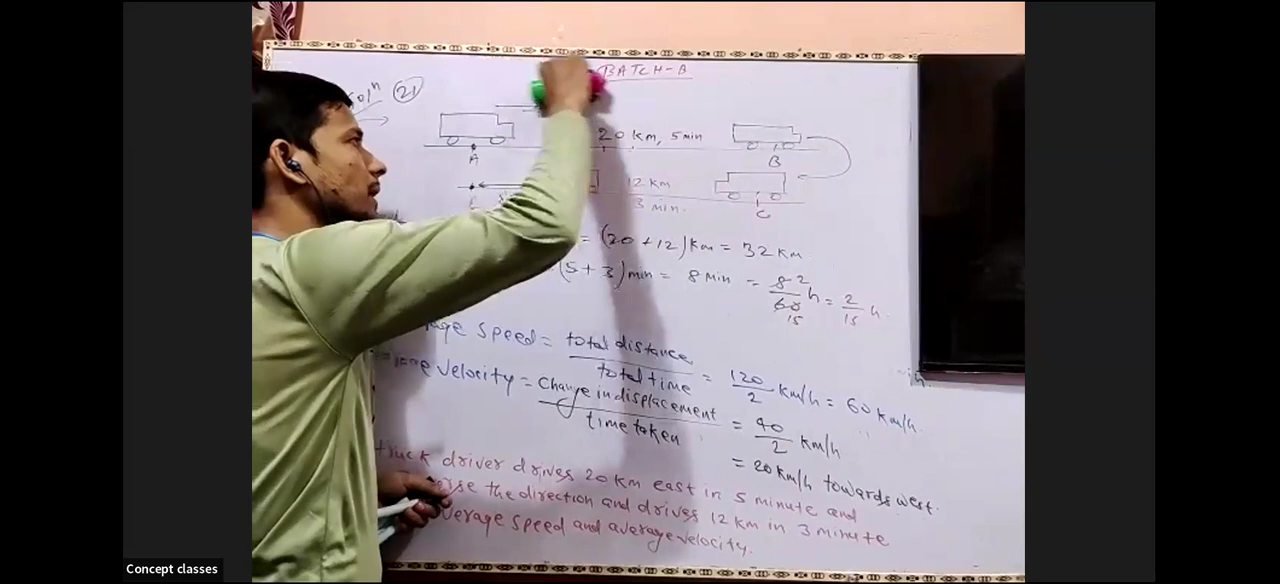 BATCH-B
solⁿ (21)
20 km, 5 min
A
B
12 km
3 min.
C
= (20 + 12) km = 32 km
(5 + 3) min = 8 min = 8/60 h = 2/15 h.
speed = total distance / total time = 120/2 km/h = 60 km/h.
velocity = change in displacement / time taken = 40/2 km/h
= 20 km/h towards west.
truck driver drives 20 km east in 5 minute and
the direction and drives 12 km in 3 minute
average speed and average velocity.
Concept classes